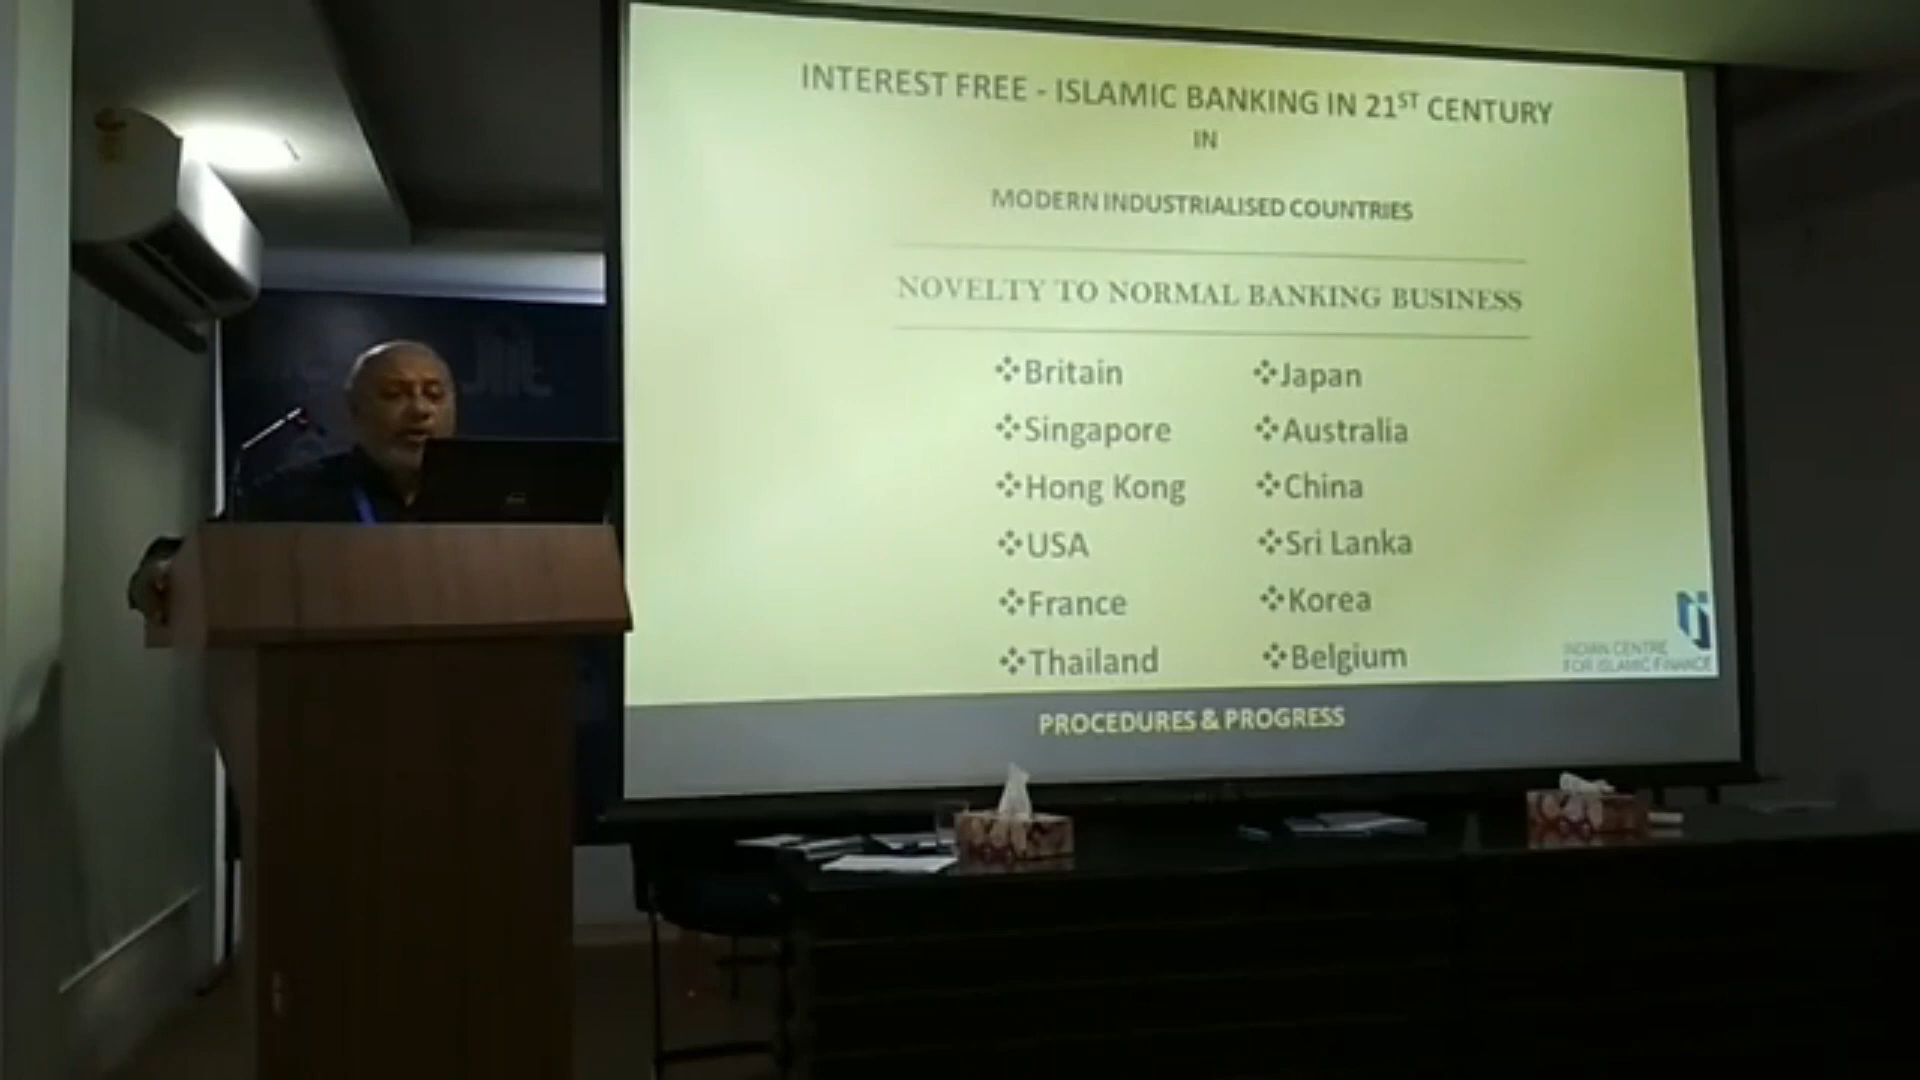 INTEREST FREE - ISLAMIC BANKING IN 21ST CENTURY
IN
MODERN INDUSTRIALISED COUNTRIES
NOVELTY TO NORMAL BANKING BUSINESS
Britain
Japan
Singapore
Australia
Hong Kong
China
USA
Sri Lanka
France
Korea
Thailand
Belgium
INDIAN CENTRE
FOR ISLAMIC FINANCE
PROCEDURES & PROGRESS